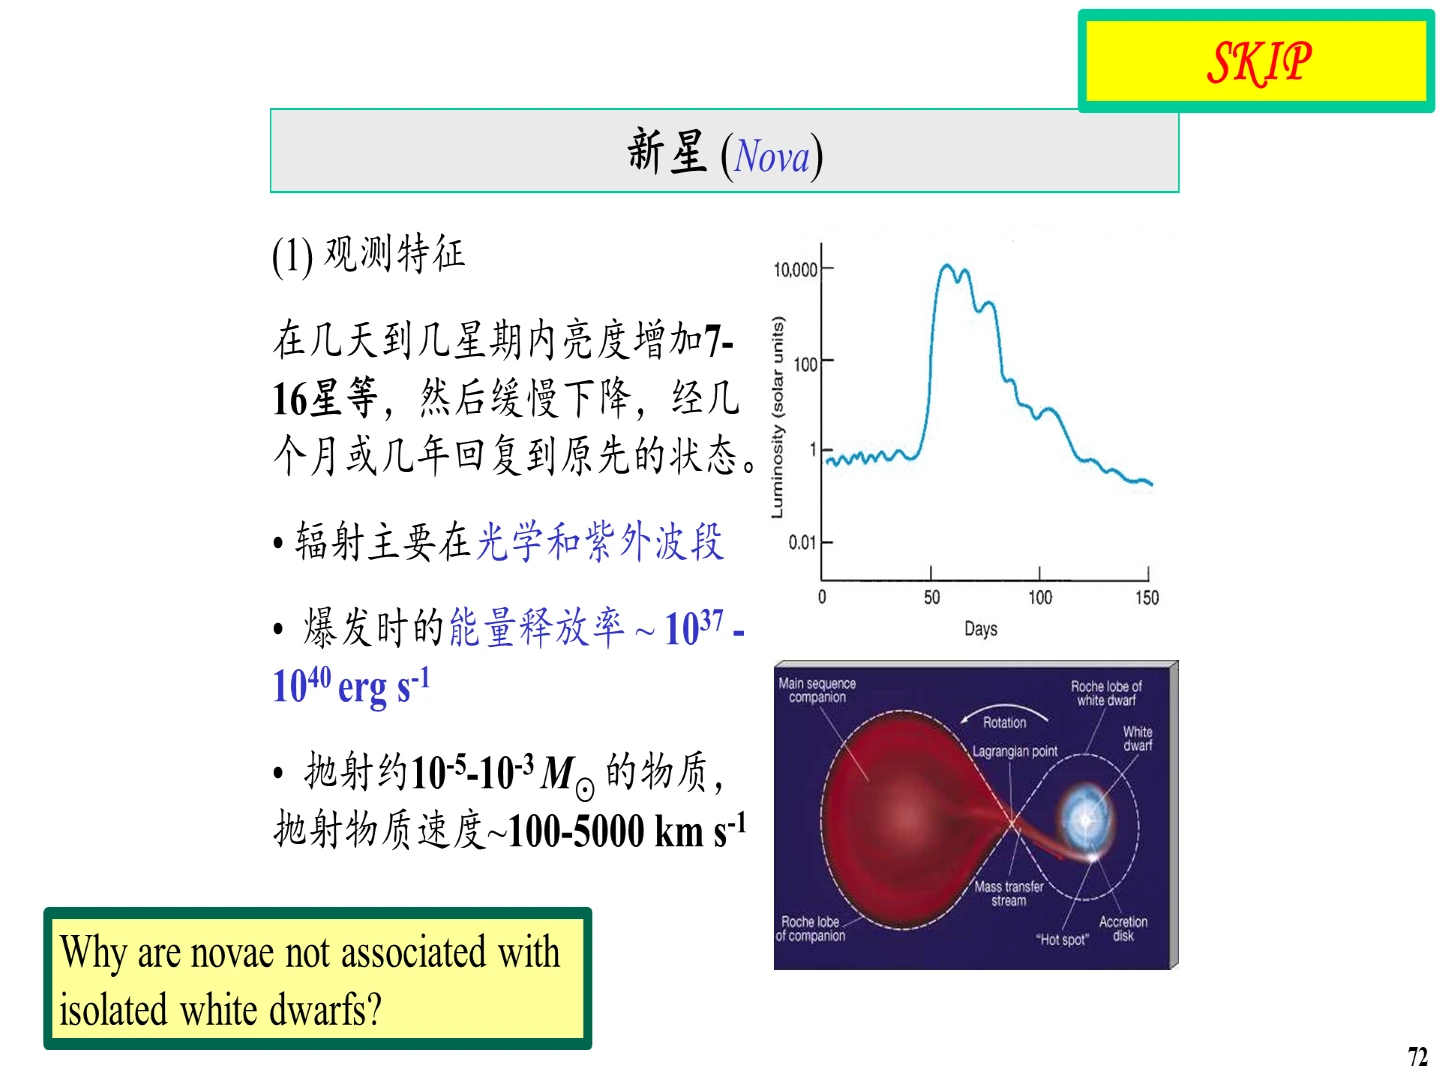 SKIP
新星 (Nova)
(1) 观测特征
在几天到几星期内亮度增加7-
16星等，然后缓慢下降，经几
个月或几年回复到原先的状态。
• 辐射主要在光学和紫外波段
• 爆发时的能量释放率 ~ 10³⁷ -
10⁴⁰ erg s⁻¹
• 抛射约10⁻⁵-10⁻³ M☉ 的物质，
抛射物质速度~100-5000 km s⁻¹
Why are novae not associated with
isolated white dwarfs?
Luminosity (solar units)
10,000
100
1
0.01
0 50 100 150
Days
Main sequence
companion
Rotation
Roche lobe of
white dwarf
White
dwarf
Lagrangian point
Mass transfer
stream
Roche lobe
of companion
"Hot spot"
Accretion
disk
72